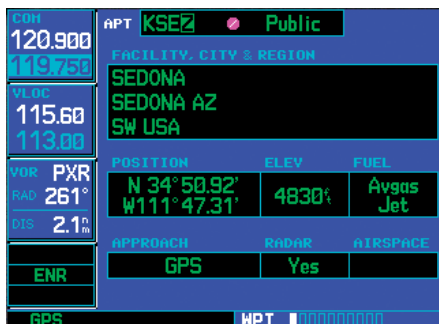 COM
120.900
119.750
VLOC
115.60
113.00
VOR PXR
RAD 261°
DIS 2.1 nm
ENR
GPS
APT KSEZ Public
FACILITY, CITY & REGION
SEDONA
SEDONA AZ
SW USA
POSITION ELEV FUEL
N 34°50.92' 4830ft Avgas
W111°47.31' Jet
APPROACH RADAR AIRSPACE
GPS Yes
WPT